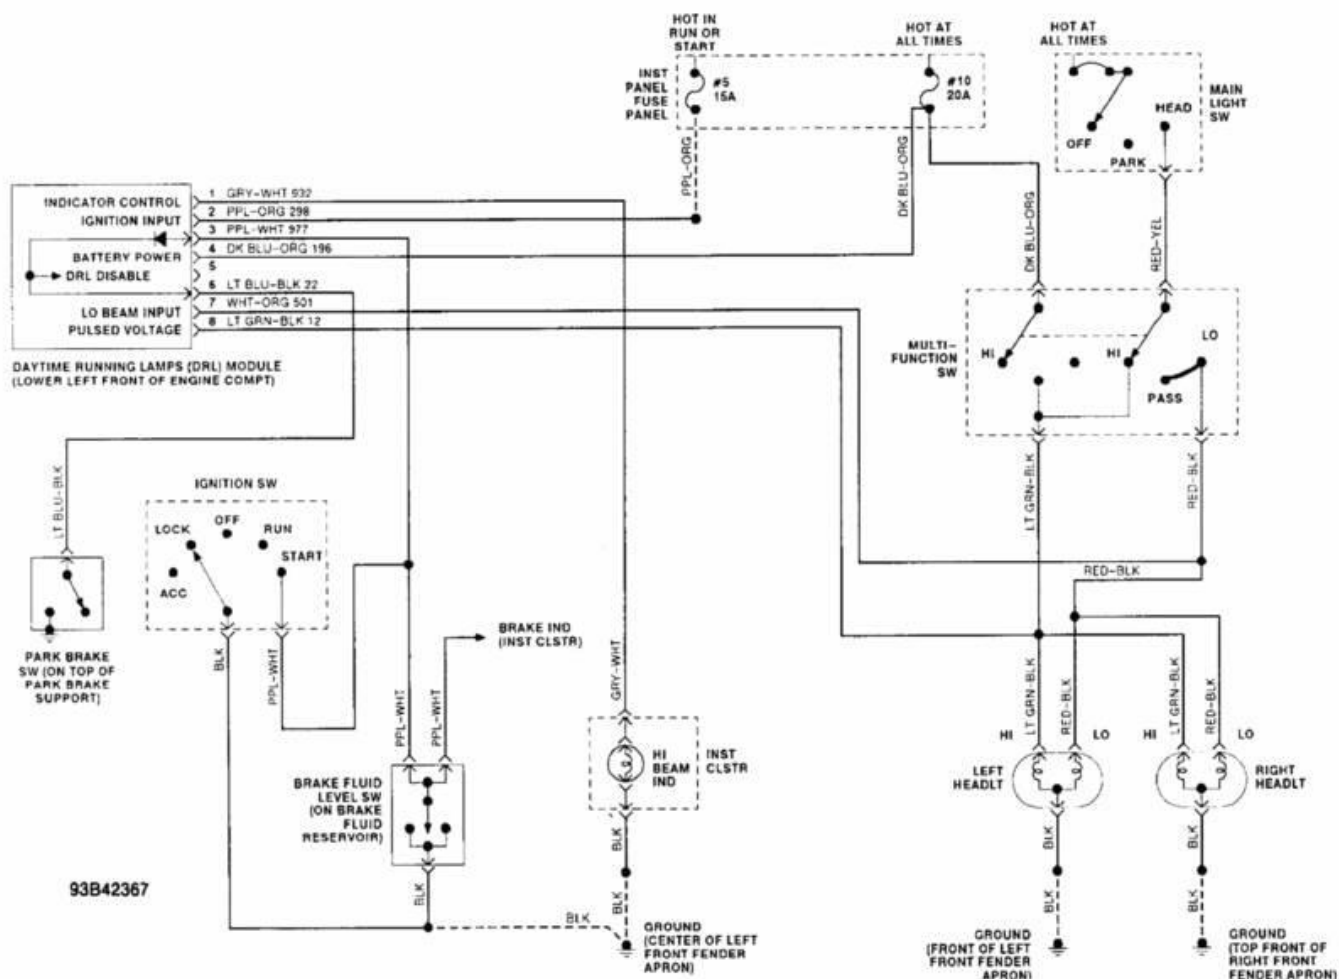 HOT IN
RUN OR
START
HOT AT
ALL TIMES
HOT AT
ALL TIMES
INST
PANEL
FUSE
PANEL
#5
15A
#10
20A
MAIN
LIGHT
SW
HEAD
OFF
PARK
PPL-ORG
DK BLU-ORG
DK BLU-ORG
RED-YEL
INDICATOR CONTROL
IGNITION INPUT
BATTERY POWER
DRL DISABLE
LO BEAM INPUT
PULSED VOLTAGE
1 GRY-WHT 932
2 PPL-ORG 298
3 PPL-WHT 977
4 DK BLU-ORG 196
5
6 LT BLU-BLK 22
7 WHT-ORG 501
8 LT GRN-BLK 12
DAYTIME RUNNING LAMPS (DRL) MODULE
(LOWER LEFT FRONT OF ENGINE COMPT)
MULTI-
FUNCTION
SW
HI
HI
LO
PASS
LT BLU-BLK
IGNITION SW
LOCK
OFF
RUN
START
ACC
LT GRN-BLK
RED-BLK
RED-BLK
PARK BRAKE
SW (ON TOP OF
PARK BRAKE
SUPPORT)
BLK
PPL-WHT
PPL-WHT
PPL-WHT
BRAKE IND
(INST CLSTR)
GRY-WHT
LT GRN-BLK
RED-BLK
LT GRN-BLK
RED-BLK
HI
LO
HI
LO
BRAKE FLUID
LEVEL SW
(ON BRAKE
FLUID
RESERVOIR)
HI
BEAM
IND
INST
CLSTR
LEFT
HEADLT
RIGHT
HEADLT
BLK
BLK
BLK
BLK
BLK
BLK
BLK
BLK
93B42367
GROUND
(CENTER OF LEFT
FRONT FENDER
APRON)
GROUND
(FRONT OF LEFT
FRONT FENDER
APRON)
GROUND
(TOP FRONT OF
RIGHT FRONT
FENDER APRON)